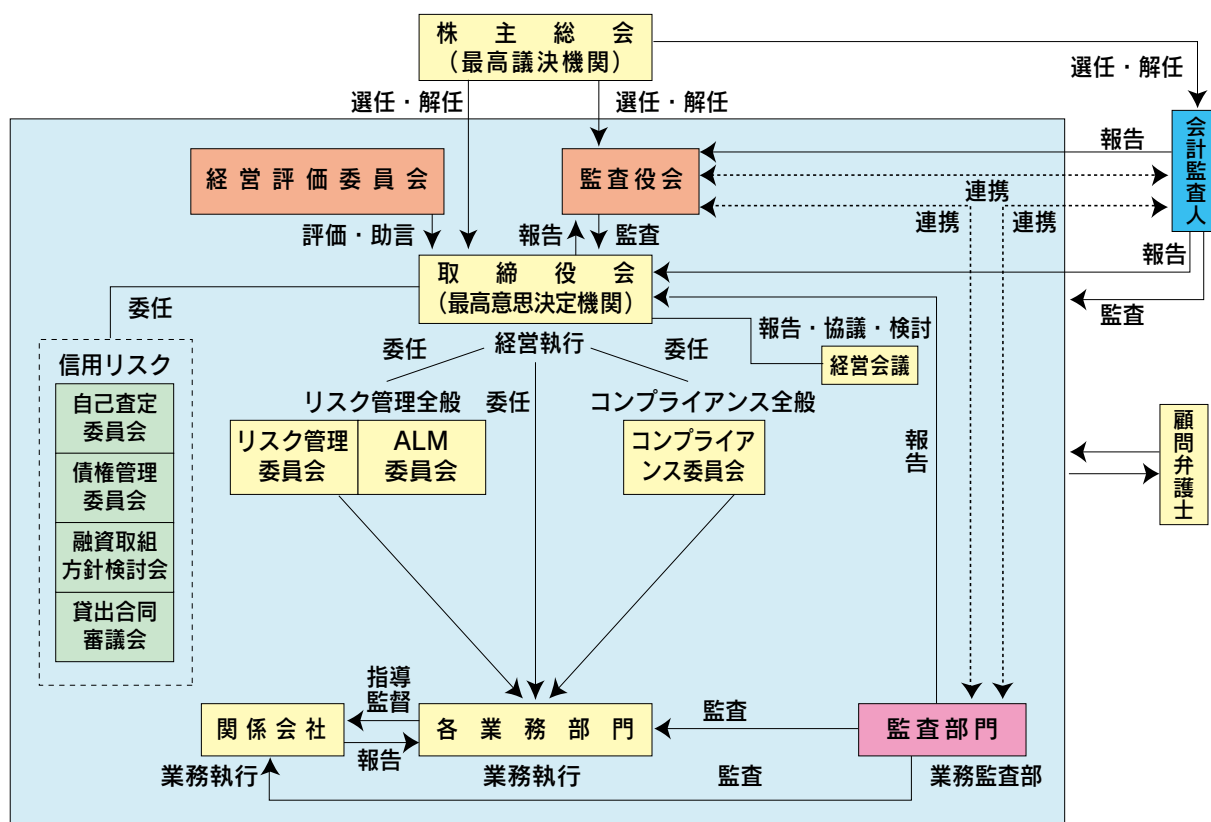 株主総会
（最高議決機関）
選任・解任
選任・解任
選任・解任
会計監査人
経営評価委員会
監査役会
報告
連携
連携
連携
評価・助言
報告
監査
報告
取締役会
（最高意思決定機関）
監査
委任
報告・協議・検討
経営会議
経営執行
委任
委任
委任
信用リスク
自己査定
委員会
債権管理
委員会
融資取組
方針検討会
貸出合同
審議会
リスク管理全般
リスク管理
委員会
ALM
委員会
コンプライアンス全般
コンプライア
ンス委員会
報告
顧問弁護士
指導
監督
関係会社
報告
各業務部門
監査
監査部門
業務執行
業務執行
監査
業務監査部